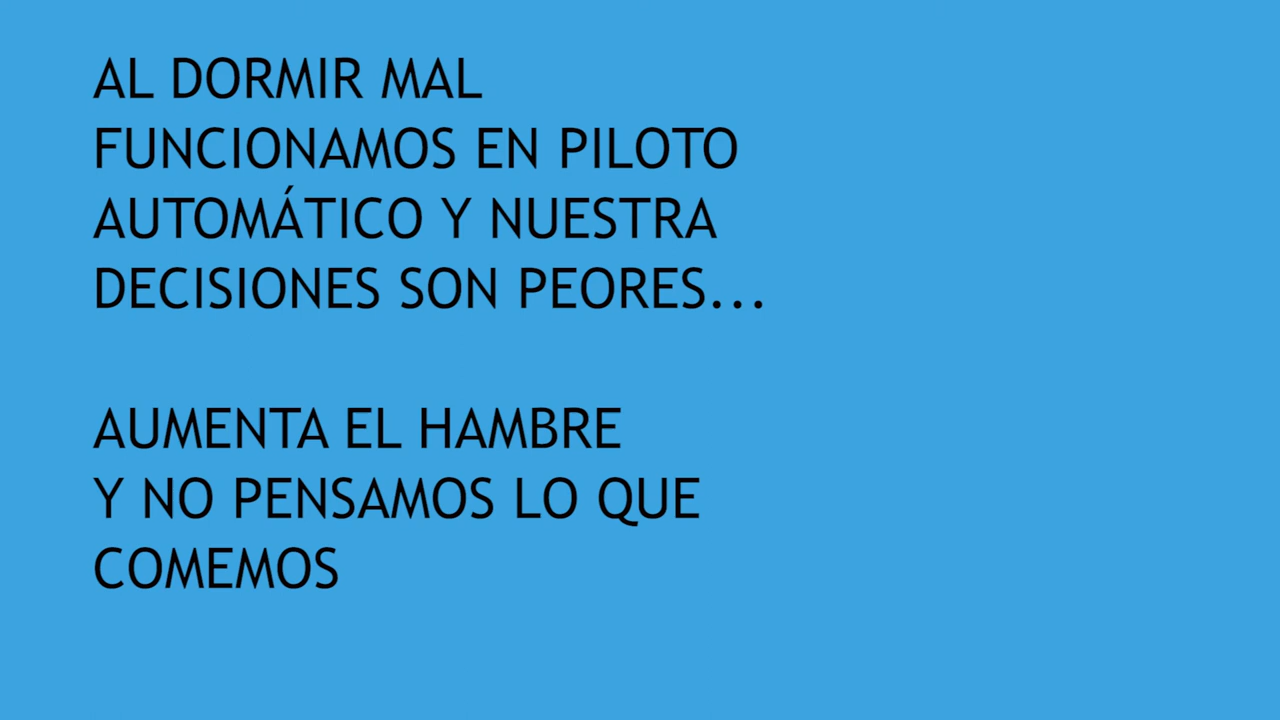 AL DORMIR MAL
FUNCIONAMOS EN PILOTO
AUTOMÁTICO Y NUESTRA
DECISIONES SON PEORES...
AUMENTA EL HAMBRE
Y NO PENSAMOS LO QUE
COMEMOS